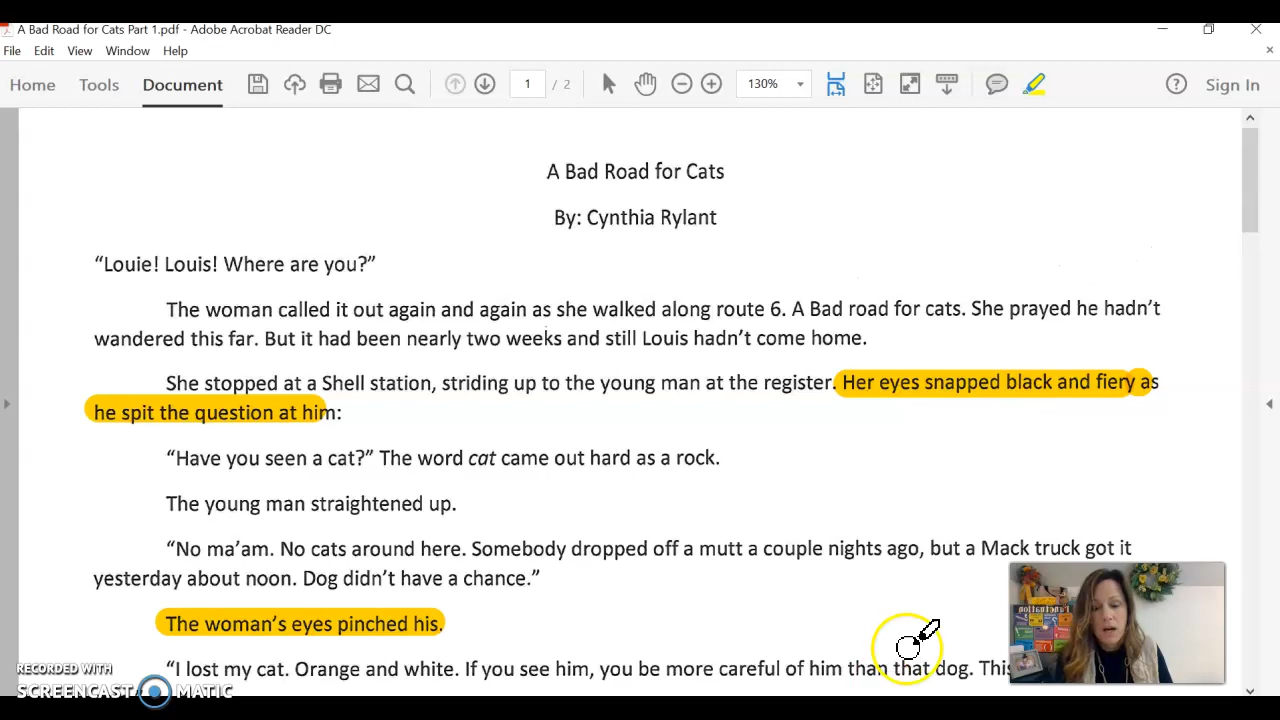 A Bad Road for Cats Part 1.pdf - Adobe Acrobat Reader DC
File Edit View Window Help
Home Tools Document 1 / 2 130% Sign In
A Bad Road for Cats
By: Cynthia Rylant
“Louie! Louis! Where are you?”
The woman called it out again and again as she walked along route 6. A Bad road for cats. She prayed he hadn’t
wandered this far. But it had been nearly two weeks and still Louis hadn’t come home.
She stopped at a Shell station, striding up to the young man at the register. Her eyes snapped black and fiery as
he spit the question at him:
“Have you seen a cat?” The word cat came out hard as a rock.
The young man straightened up.
“No ma’am. No cats around here. Somebody dropped off a mutt a couple nights ago, but a Mack truck got it
yesterday about noon. Dog didn’t have a chance.”
The woman’s eyes pinched his.
“I lost my cat. Orange and white. If you see him, you be more careful of him than that dog.
RECORDED WITH
SCREENCAST MATIC